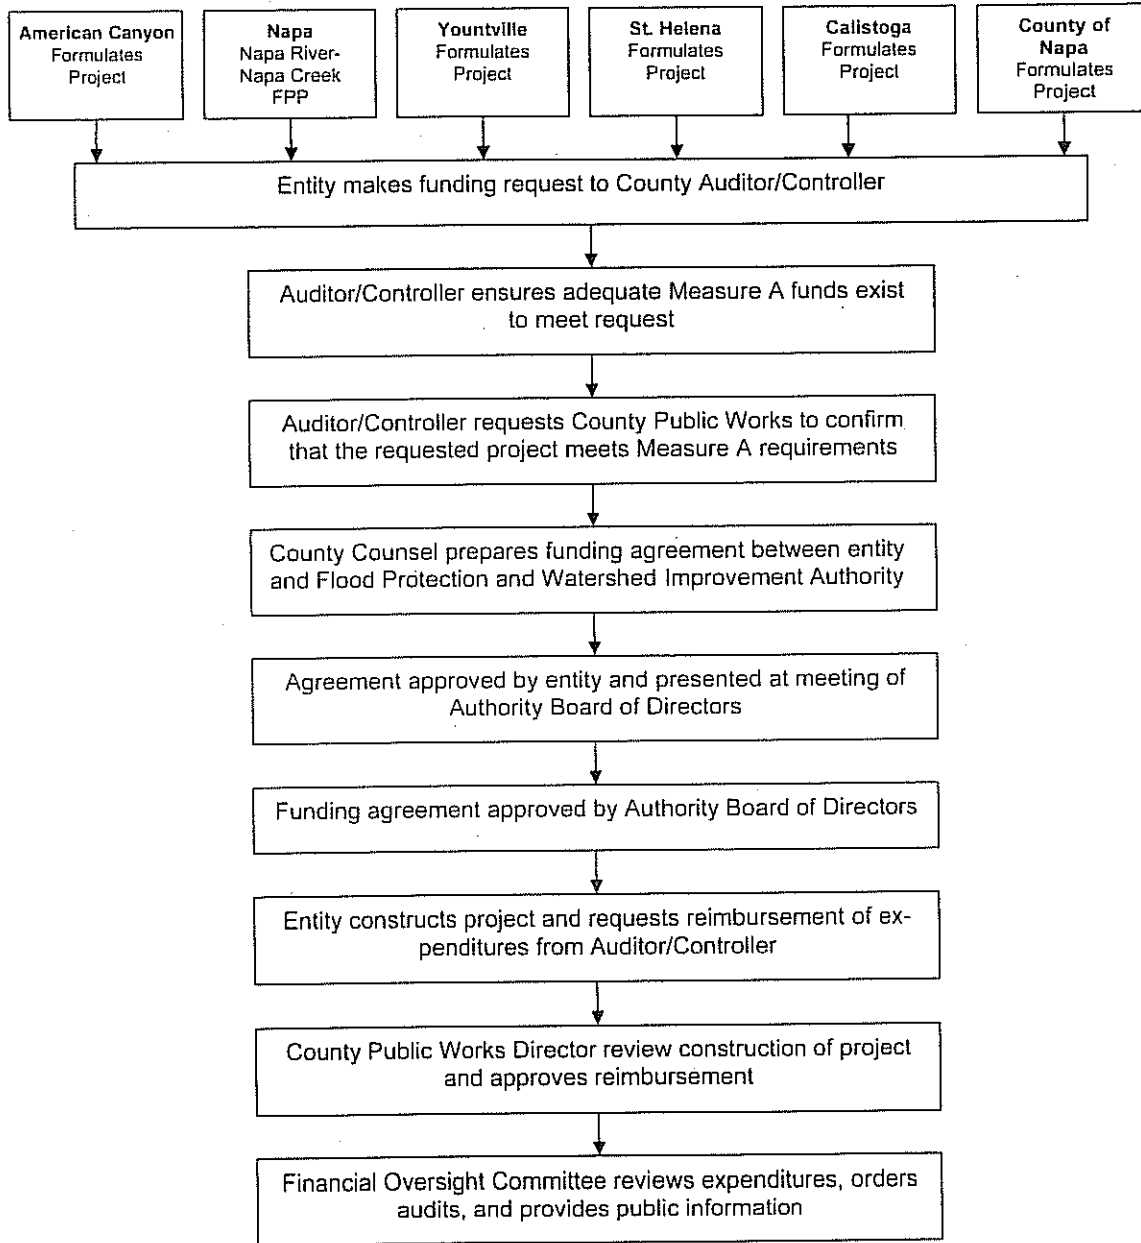 American Canyon
Formulates
Project
Napa
Napa River-
Napa Creek
FPP
Yountville
Formulates
Project
St. Helena
Formulates
Project
Calistoga
Formulates
Project
County of
Napa
Formulates
Project
Entity makes funding request to County Auditor/Controller
Auditor/Controller ensures adequate Measure A funds exist
to meet request
Auditor/Controller requests County Public Works to confirm
that the requested project meets Measure A requirements
County Counsel prepares funding agreement between entity
and Flood Protection and Watershed Improvement Authority
Agreement approved by entity and presented at meeting of
Authority Board of Directors
Funding agreement approved by Authority Board of Directors
Entity constructs project and requests reimbursement of ex-
penditures from Auditor/Controller
County Public Works Director review construction of project
and approves reimbursement
Financial Oversight Committee reviews expenditures, orders
audits, and provides public information